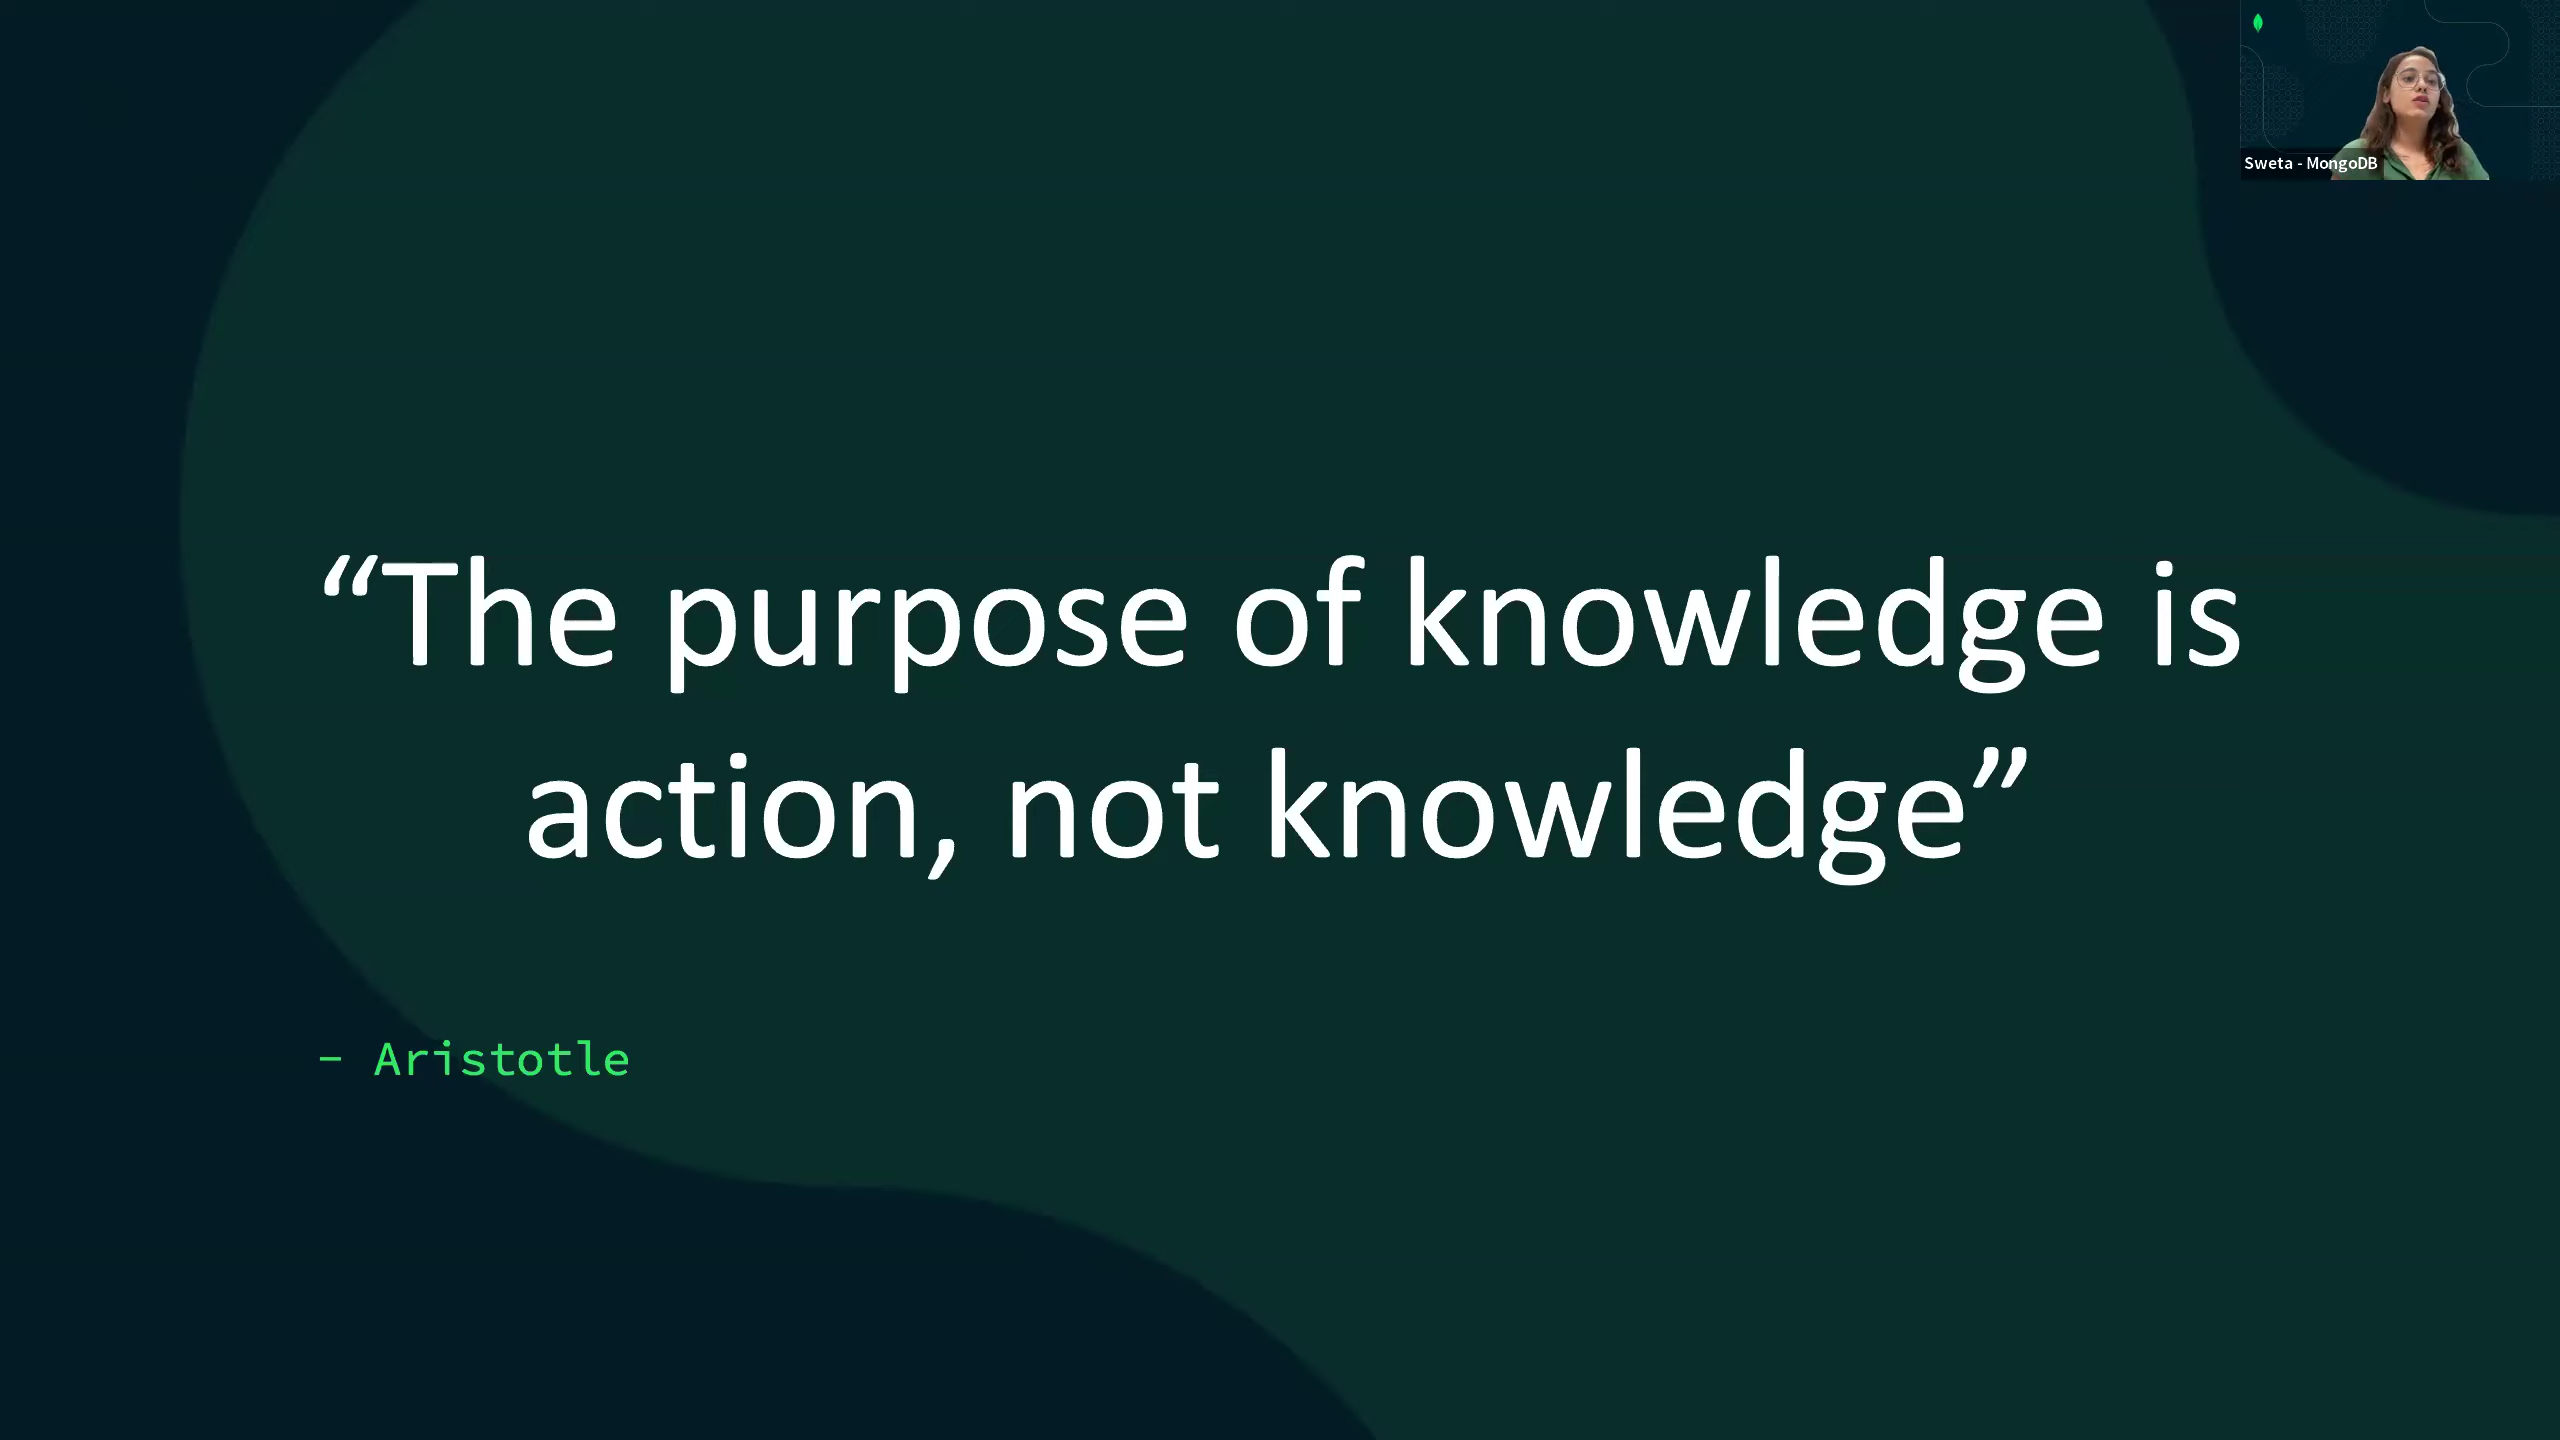 Sweta - MongoDB
“The purpose of knowledge is
action, not knowledge”
- Aristotle